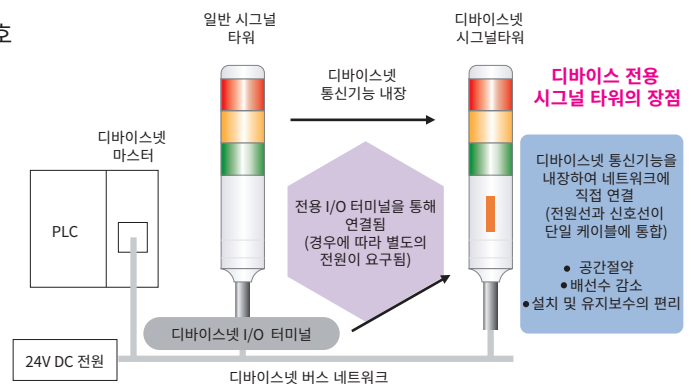 호
일반 시그널
타워
디바이스넷
시그널타워
디바이스넷
통신기능 내장
디바이스 전용
시그널 타워의 장점
디바이스넷
마스터
PLC
전용 I/O 터미널을 통해
연결됨
(경우에 따라 별도의
전원이 요구됨)
디바이스넷 통신기능을
내장하여 네트워크에
직접 연결
(전원선과 신호선이
단일 케이블에 통합)
● 공간절약
● 배선수 감소
● 설치 및 유지보수의 편리
디바이스넷 I/O 터미널
24V DC 전원
디바이스넷 버스 네트워크